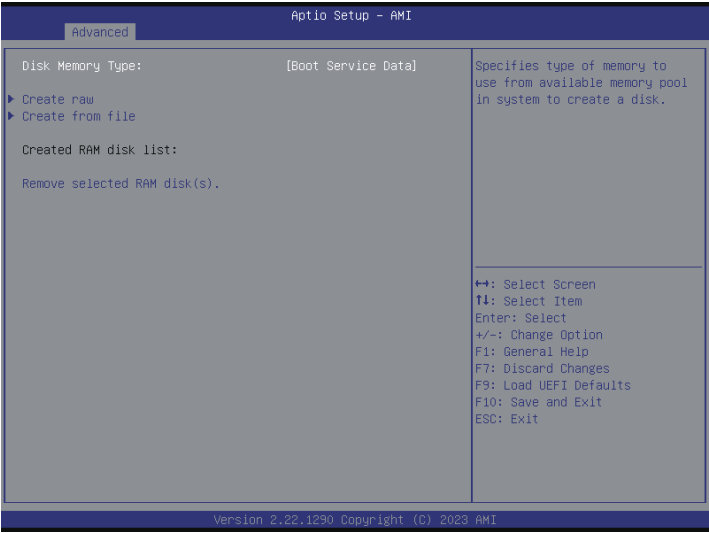 Aptio Setup – AMI
Advanced
Disk Memory Type: [Boot Service Data]
Create raw
Create from file
Created RAM disk list:
Remove selected RAM disk(s).
Specifies type of memory to
use from available memory pool
in system to create a disk.
↔: Select Screen
↑↓: Select Item
Enter: Select
+/-: Change Option
F1: General Help
F7: Discard Changes
F9: Load UEFI Defaults
F10: Save and Exit
ESC: Exit
Version 2.22.1290 Copyright (C) 2023 AMI